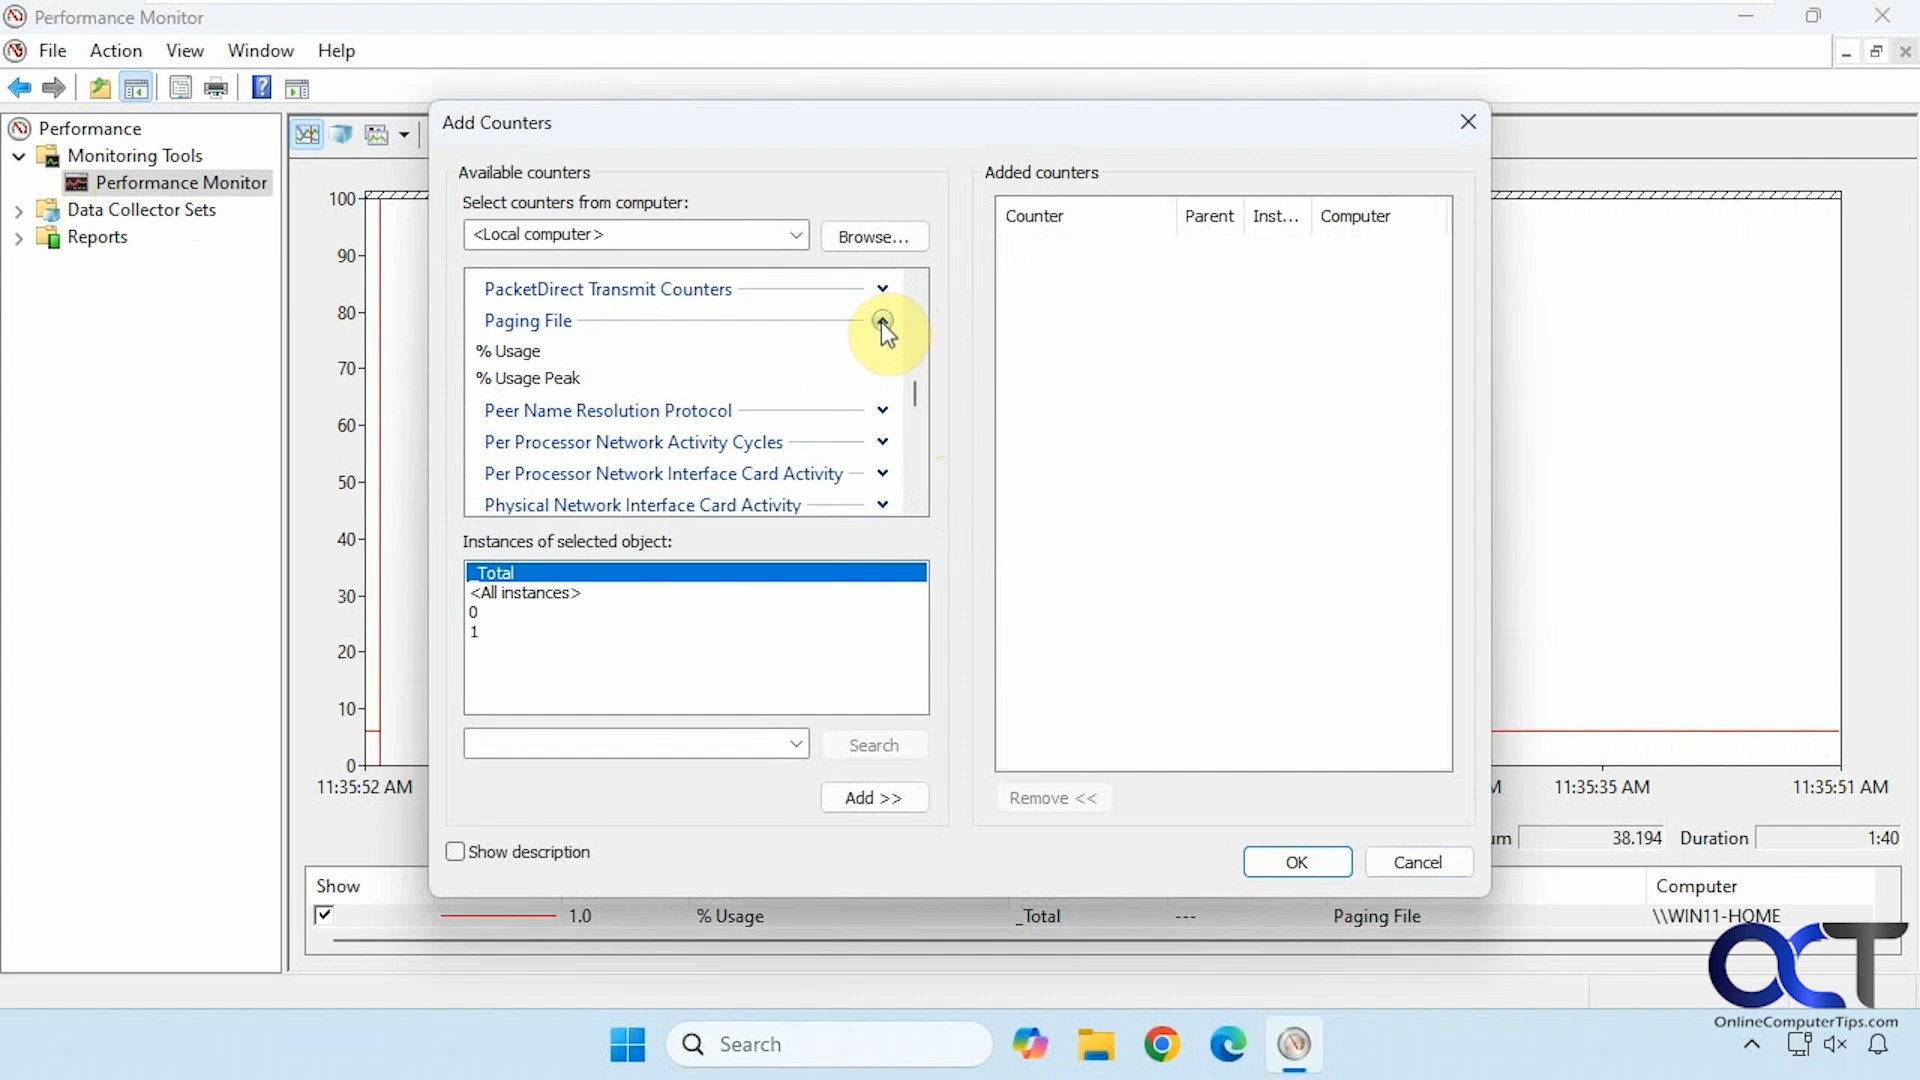 Performance Monitor
File Action View Window Help
Performance
Monitoring Tools
Performance Monitor
Data Collector Sets
Reports
Add Counters
Available counters
Select counters from computer:
<Local computer>
Browse...
PacketDirect Transmit Counters
Paging File
% Usage
% Usage Peak
Peer Name Resolution Protocol
Per Processor Network Activity Cycles
Per Processor Network Interface Card Activity
Physical Network Interface Card Activity
Instances of selected object:
_Total
<All instances>
0
1
Search
Add >>
Show description
Added counters
Counter Parent Inst... Computer
Remove <<
OK Cancel
100
90
80
70
60
50
40
30
20
10
0
11:35:52 AM
M 11:35:35 AM 11:35:51 AM
um 38.194 Duration 1:40
Show Computer
1.0 % Usage _Total --- Paging File \\WIN11-HOME
OCT
OnlineComputerTips.com
Search